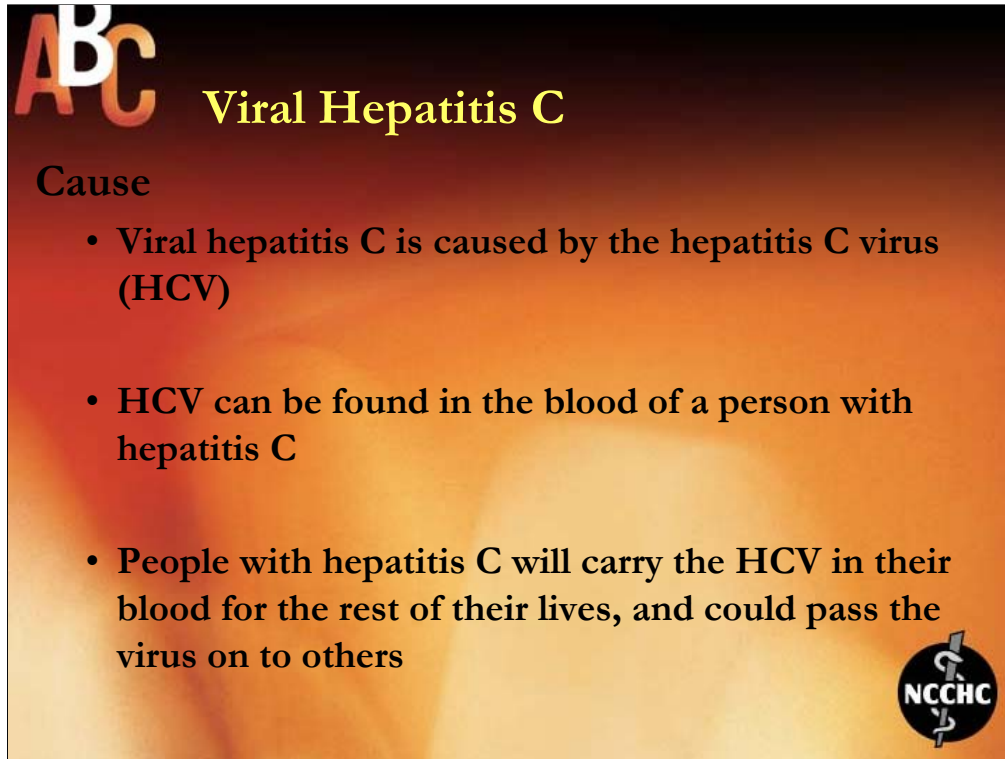 ABC
Viral Hepatitis C
Cause
• Viral hepatitis C is caused by the hepatitis C virus
(HCV)
• HCV can be found in the blood of a person with
hepatitis C
• People with hepatitis C will carry the HCV in their
blood for the rest of their lives, and could pass the
virus on to others
NCCHC